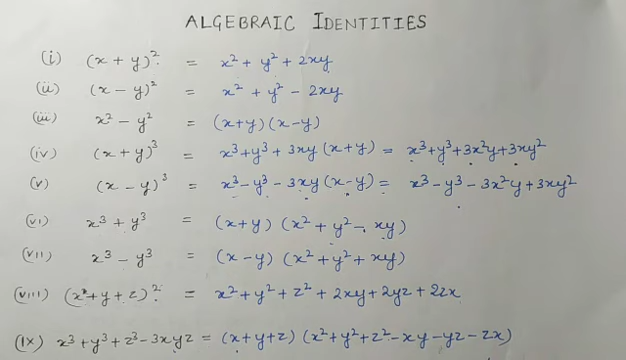 ALGEBRAIC IDENTITIES
(i) (x + y)² = x² + y² + 2xy
(ii) (x − y)² = x² + y² − 2xy
(iii) x² − y² = (x+y) (x−y)
(iv) (x + y)³ = x³+y³ + 3xy (x+y) = x³+y³+3x²y+3xy²
(v) (x − y)³ = x³−y³ − 3xy (x−y) = x³−y³−3x²y+3xy²
(vi) x³ + y³ = (x+y) (x² + y² − xy)
(vii) x³ − y³ = (x−y) (x² + y² + xy)
(viii) (x+y+z)² = x² + y² + z² + 2xy + 2yz + 2zx
(ix) x³+y³+z³−3xyz = (x+y+z) (x²+y²+z²−xy−yz−zx)